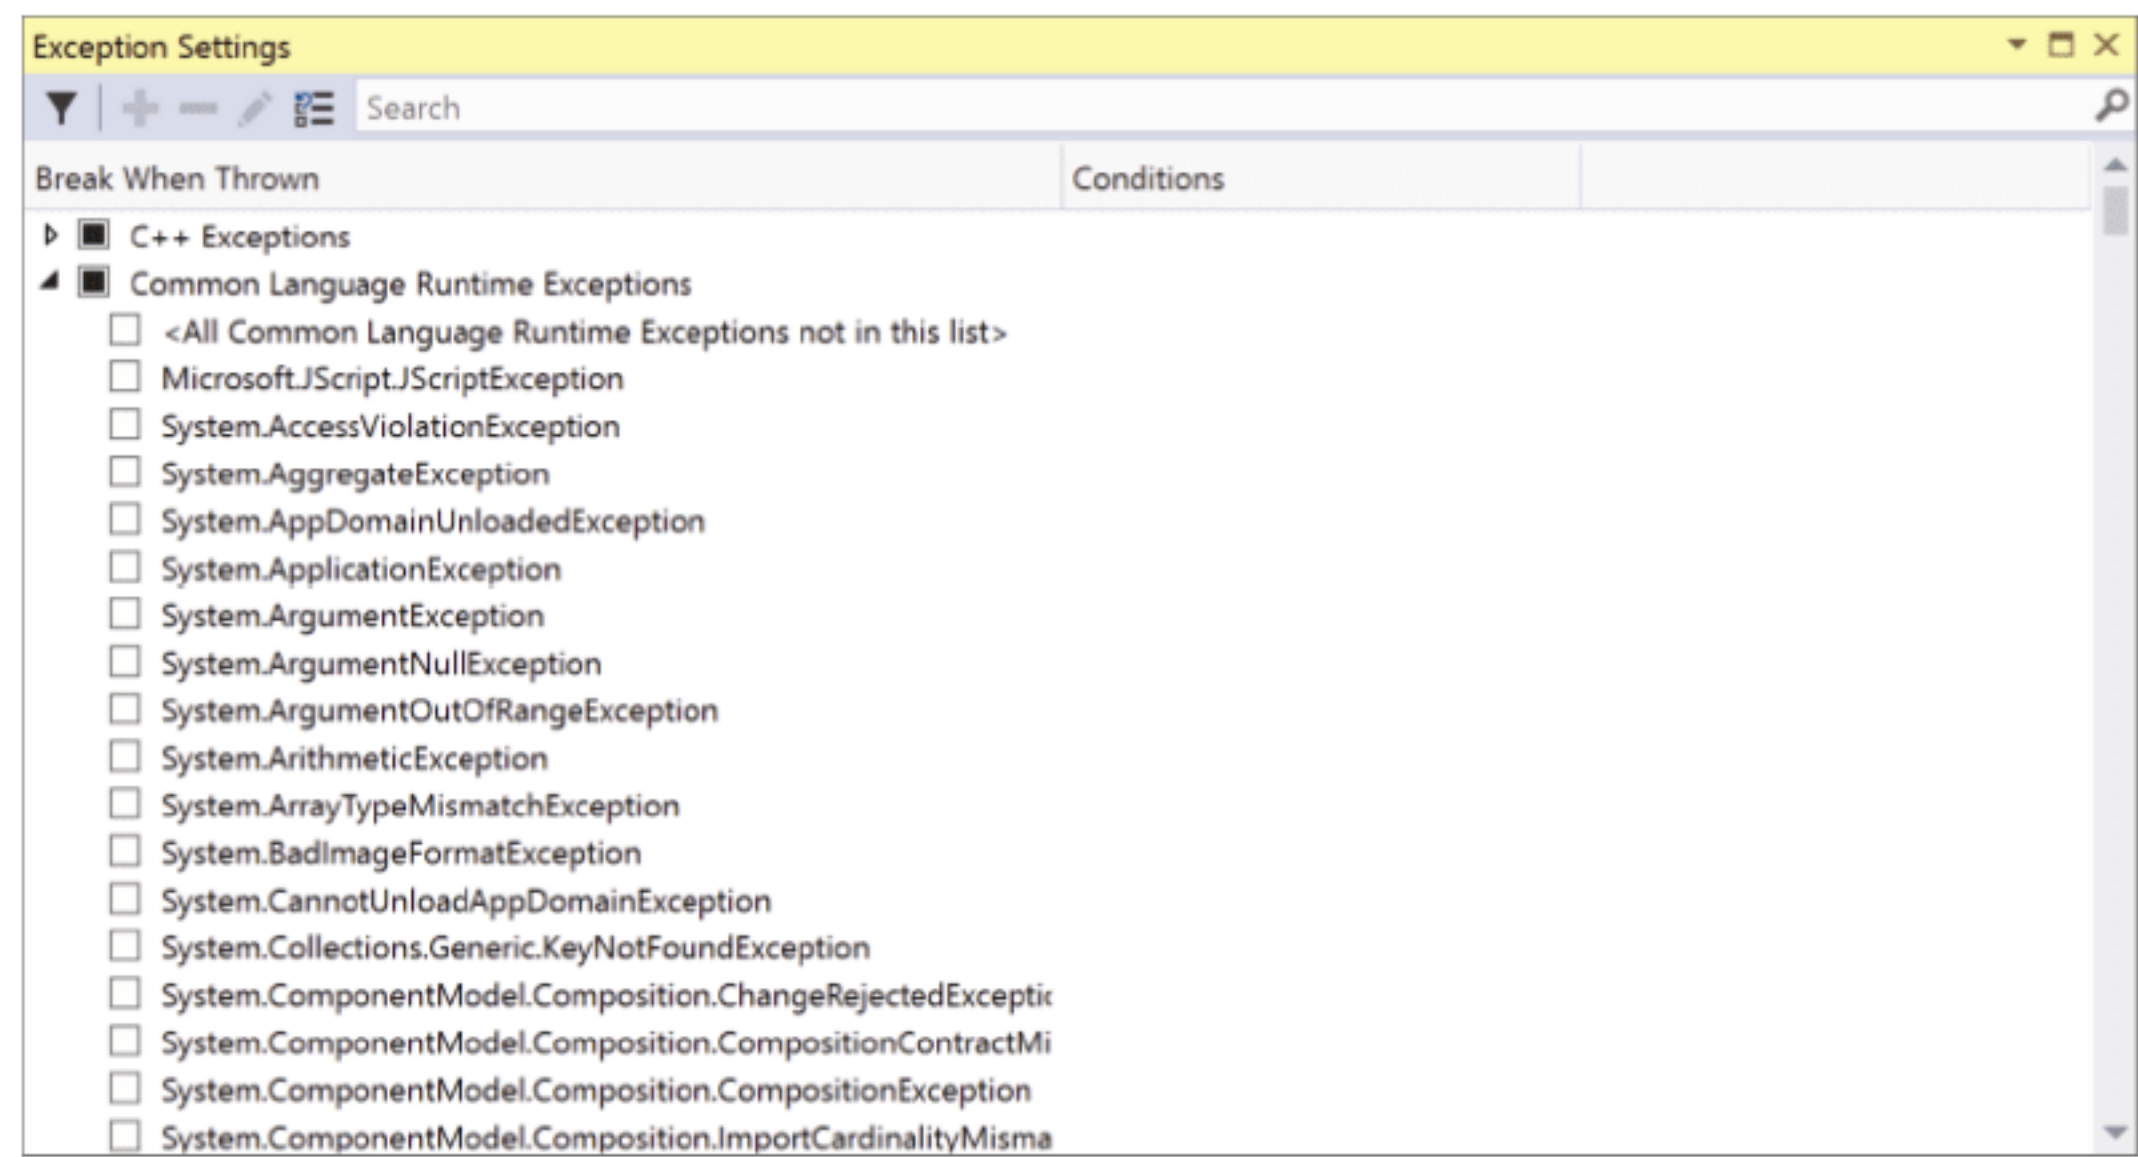 Exception Settings
Search
Break When Thrown Conditions
C++ Exceptions
Common Language Runtime Exceptions
<All Common Language Runtime Exceptions not in this list>
Microsoft.JScript.JScriptException
System.AccessViolationException
System.AggregateException
System.AppDomainUnloadedException
System.ApplicationException
System.ArgumentException
System.ArgumentNullException
System.ArgumentOutOfRangeException
System.ArithmeticException
System.ArrayTypeMismatchException
System.BadImageFormatException
System.CannotUnloadAppDomainException
System.Collections.Generic.KeyNotFoundException
System.ComponentModel.Composition.ChangeRejectedExceptic
System.ComponentModel.Composition.CompositionContractMi
System.ComponentModel.Composition.CompositionException
System.ComponentModel.Composition.ImportCardinalityMisma